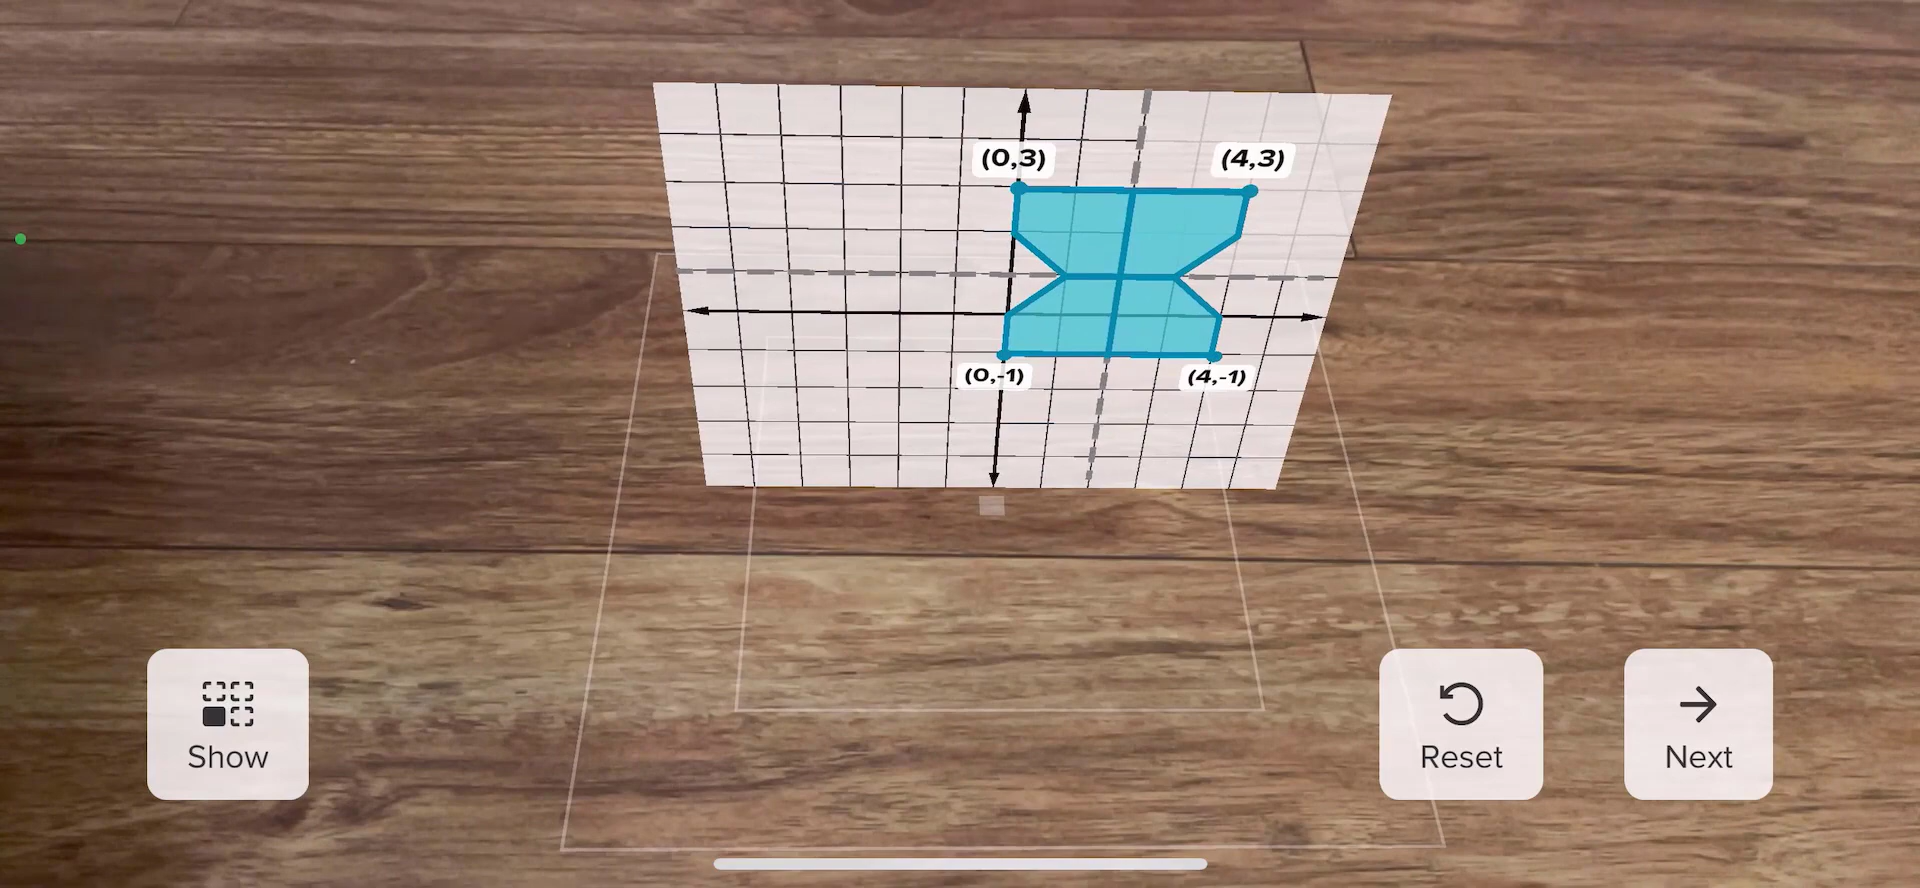 (0,3)
(4,3)
(0,-1)
(4,-1)
Show
Reset
Next